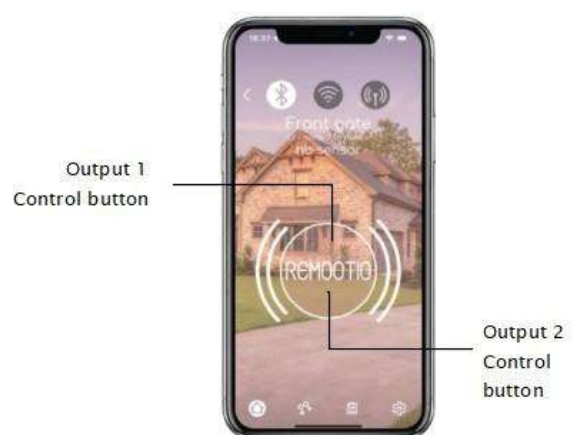 Front gate
no sensor
Output 1
Control button
REMOOTIO
Output 2
Control
button